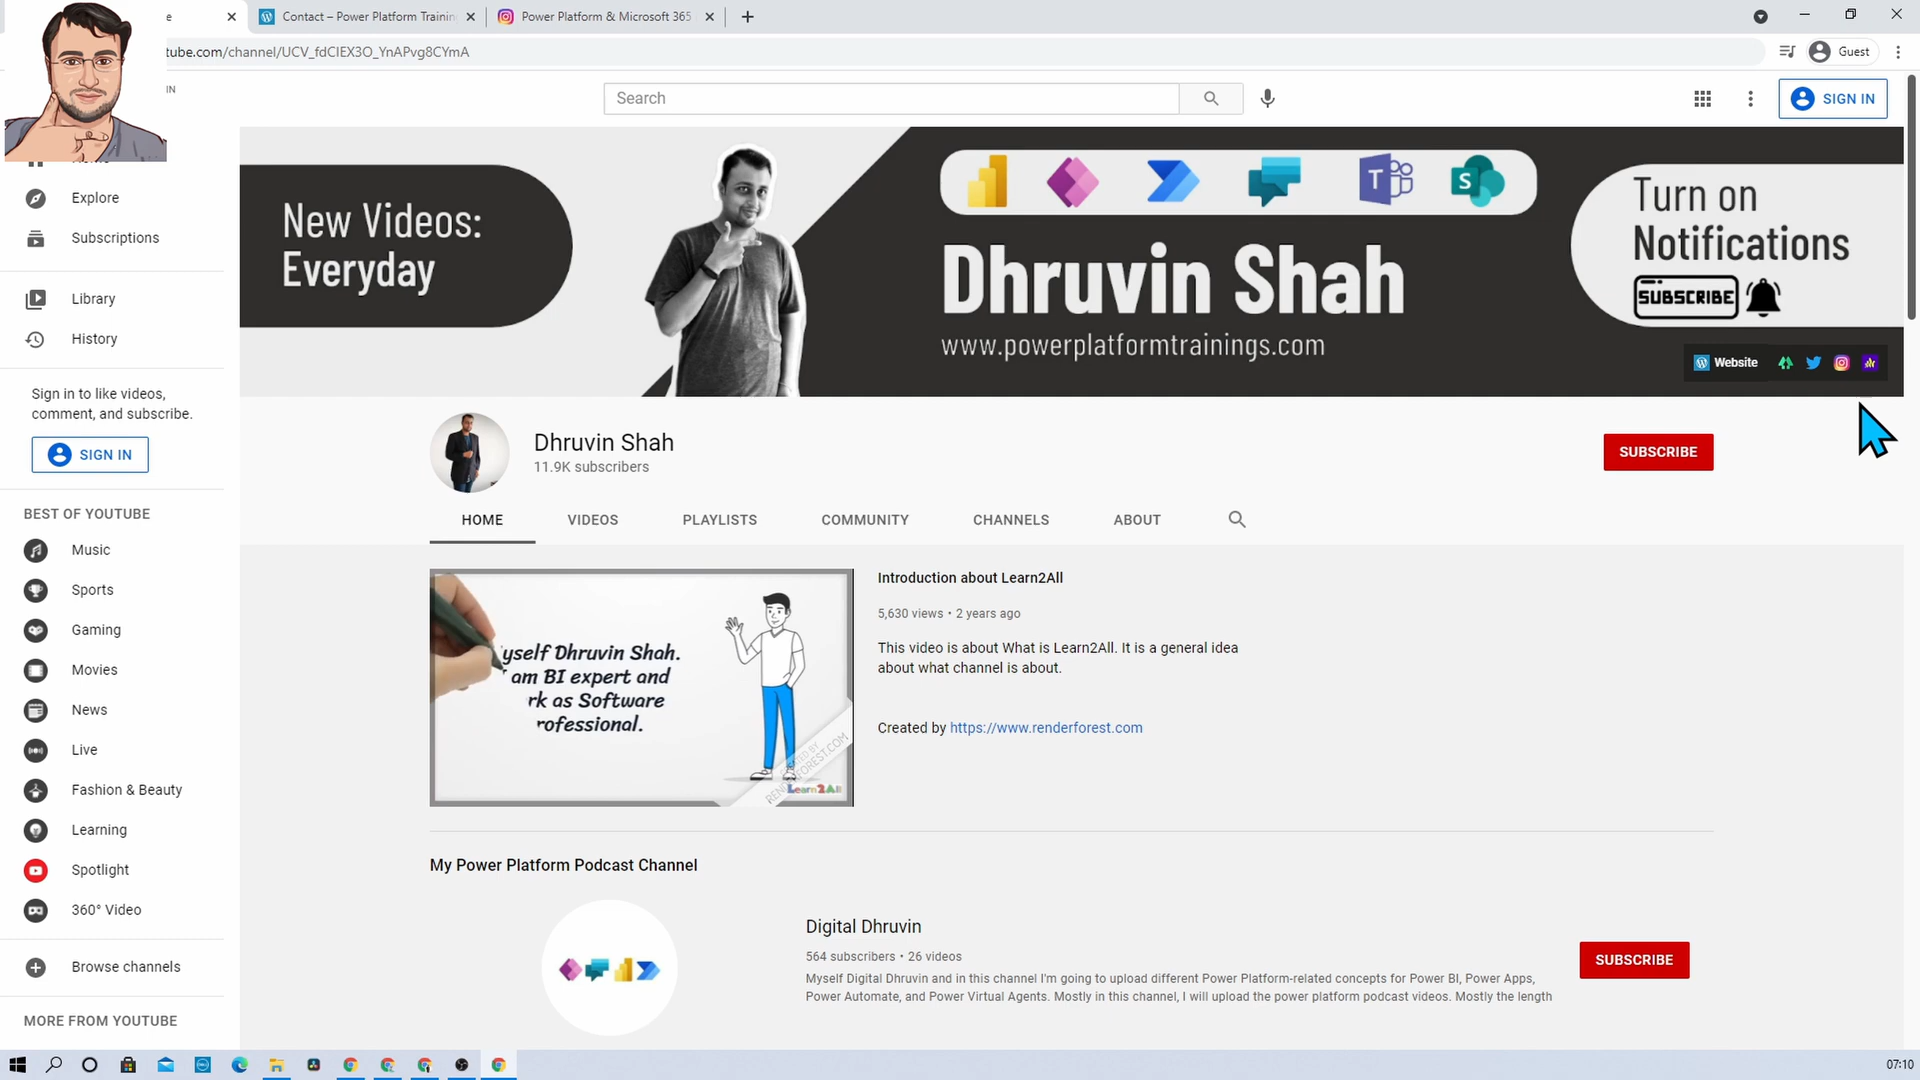 e
Contact – Power Platform Trainin
Power Platform & Microsoft 365
tube.com/channel/UCV_fdCIEX3O_YnAPvg8CYmA
Guest
IN
Search
SIGN IN
Explore
Subscriptions
Library
History
Sign in to like videos,
comment, and subscribe.
SIGN IN
BEST OF YOUTUBE
Music
Sports
Gaming
Movies
News
Live
Fashion & Beauty
Learning
Spotlight
360° Video
Browse channels
MORE FROM YOUTUBE
New Videos:
Everyday
T
S
Dhruvin Shah
www.powerplatformtrainings.com
Turn on
Notifications
SUBSCRIBE
Website
Dhruvin Shah
11.9K subscribers
SUBSCRIBE
HOME
VIDEOS
PLAYLISTS
COMMUNITY
CHANNELS
ABOUT
yself Dhruvin Shah.
am BI expert and
rk as Software
rofessional.
CREATED BY
RENDERFOREST.COM
Learn2All
Introduction about Learn2All
5,630 views • 2 years ago
This video is about What is Learn2All. It is a general idea
about what channel is about.
Created by https://www.renderforest.com
My Power Platform Podcast Channel
Digital Dhruvin
564 subscribers • 26 videos
Myself Digital Dhruvin and in this channel I'm going to upload different Power Platform-related concepts for Power BI, Power Apps,
Power Automate, and Power Virtual Agents. Mostly in this channel, I will upload the power platform podcast videos. Mostly the length
SUBSCRIBE
07:10